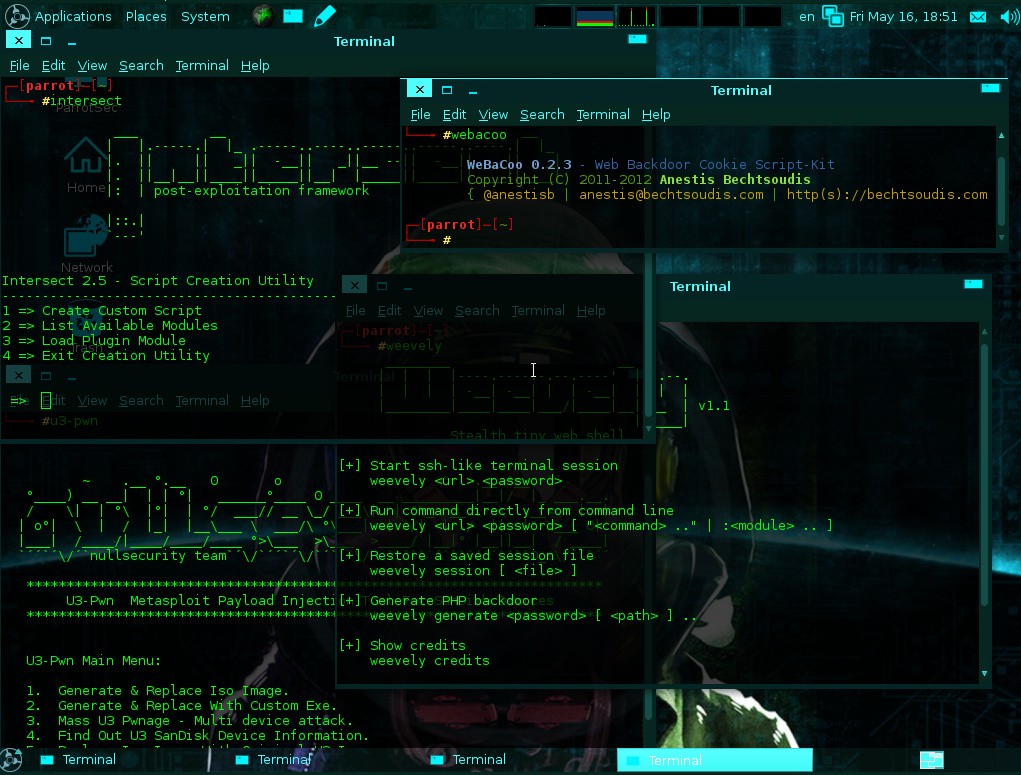 Applications Places System en Fri May 16, 18:51
Terminal
File Edit View Search Terminal Help
[parrot]-[~]
#intersect
ParrotSec
Home
post-exploitation framework
Network
Intersect 2.5 - Script Creation Utility
------------------------------------------
1 => Create Custom Script
2 => List Available Modules
3 => Load Plugin Module
4 => Exit Creation Utility
Trash
=>
Terminal
File Edit View Search Terminal Help
#webacoo
WeBaCoo 0.2.3 - Web Backdoor Cookie Script-Kit
Copyright (C) 2011-2012 Anestis Bechtsoudis
{ @anestisb | anestis@bechtsoudis.com | http(s)://bechtsoudis.com
[parrot]-[~]
#
Terminal
File Edit View Search Terminal Help
[parrot]-[~]
#weevely
Weevely v1.1
Stealth tiny web shell
[+] Start ssh-like terminal session
weevely <url> <password>
[+] Run command directly from command line
weevely <url> <password> [ "<command> .." | :<module> .. ]
[+] Restore a saved session file
weevely session [ <file> ]
[+] Generate PHP backdoor
weevely generate <password> [ <path> ] ..
[+] Show credits
weevely credits
Edit View Search Terminal Help
#u3-pwn
nullsecurity team
****************************************
U3-Pwn Metasploit Payload Injecti
****************************************
U3-Pwn Main Menu:
1. Generate & Replace Iso Image.
2. Generate & Replace With Custom Exe.
3. Mass U3 Pwnage - Multi device attack.
4. Find Out U3 SanDisk Device Information.
Terminal Terminal Terminal Terminal